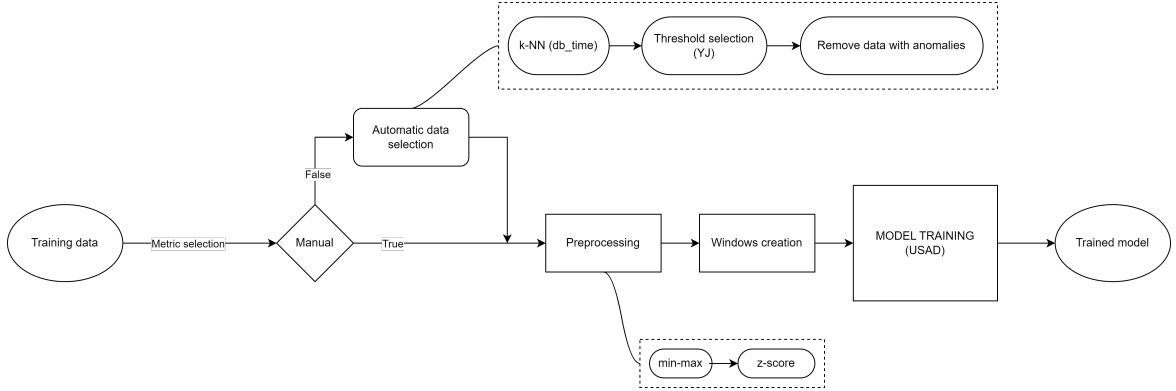 k-NN (db_time)
Threshold selection
(YJ)
Remove data with anomalies
Automatic data
selection
False
Training data
Metric selection
Manual
True
Preprocessing
Windows creation
MODEL TRAINING
(USAD)
Trained model
min-max
z-score